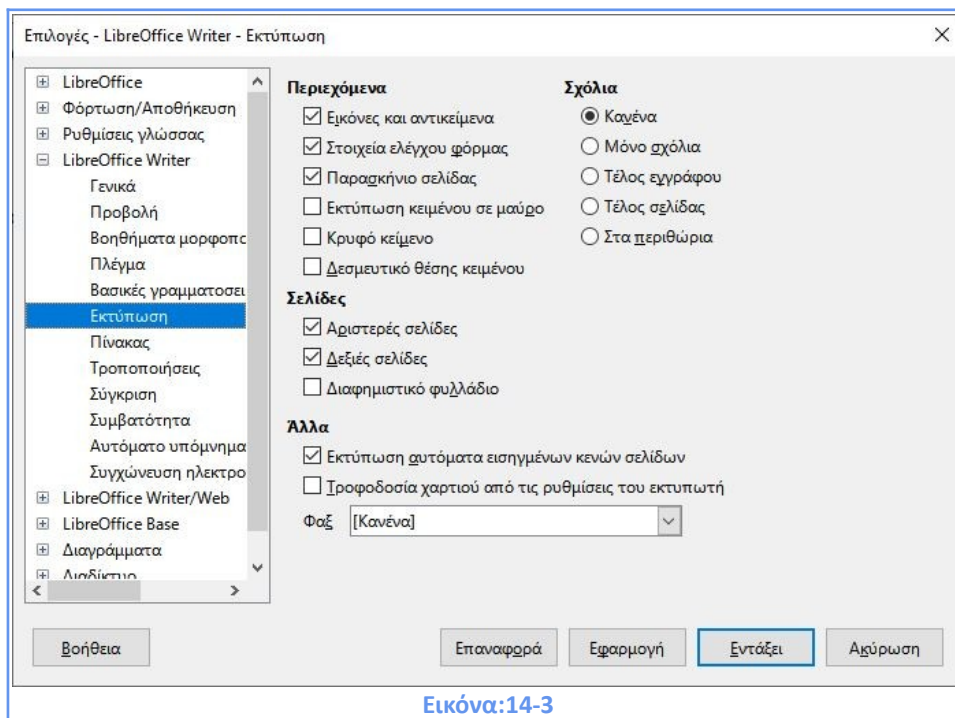 Επιλογές - LibreOffice Writer - Εκτύπωση
LibreOffice
Φόρτωση/Αποθήκευση
Ρυθμίσεις γλώσσας
LibreOffice Writer
Γενικά
Προβολή
Βοηθήματα μορφοπc
Πλέγμα
Βασικές γραμματοσει
Εκτύπωση
Πίνακας
Τροποποιήσεις
Σύγκριση
Συμβατότητα
Αυτόματο υπόμνημα
Συγχώνευση ηλεκτρο
LibreOffice Writer/Web
LibreOffice Base
Διαγράμματα
Διαδίκτυο
Περιεχόμενα
Εικόνες και αντικείμενα
Στοιχεία ελέγχου φόρμας
Παρασκήνιο σελίδας
Εκτύπωση κειμένου σε μαύρο
Κρυφό κείμενο
Δεσμευτικό θέσης κειμένου
Σχόλια
Κανένα
Μόνο σχόλια
Τέλος εγγράφου
Τέλος σελίδας
Στα περιθώρια
Σελίδες
Αριστερές σελίδες
Δεξιές σελίδες
Διαφημιστικό φυλλάδιο
Άλλα
Εκτύπωση αυτόματα εισηγμένων κενών σελίδων
Τροφοδοσία χαρτιού από τις ρυθμίσεις του εκτυπωτή
Φαξ [Κανένα]
Βοήθεια Επαναφορά Εφαρμογή Εντάξει Ακύρωση
Εικόνα:14-3